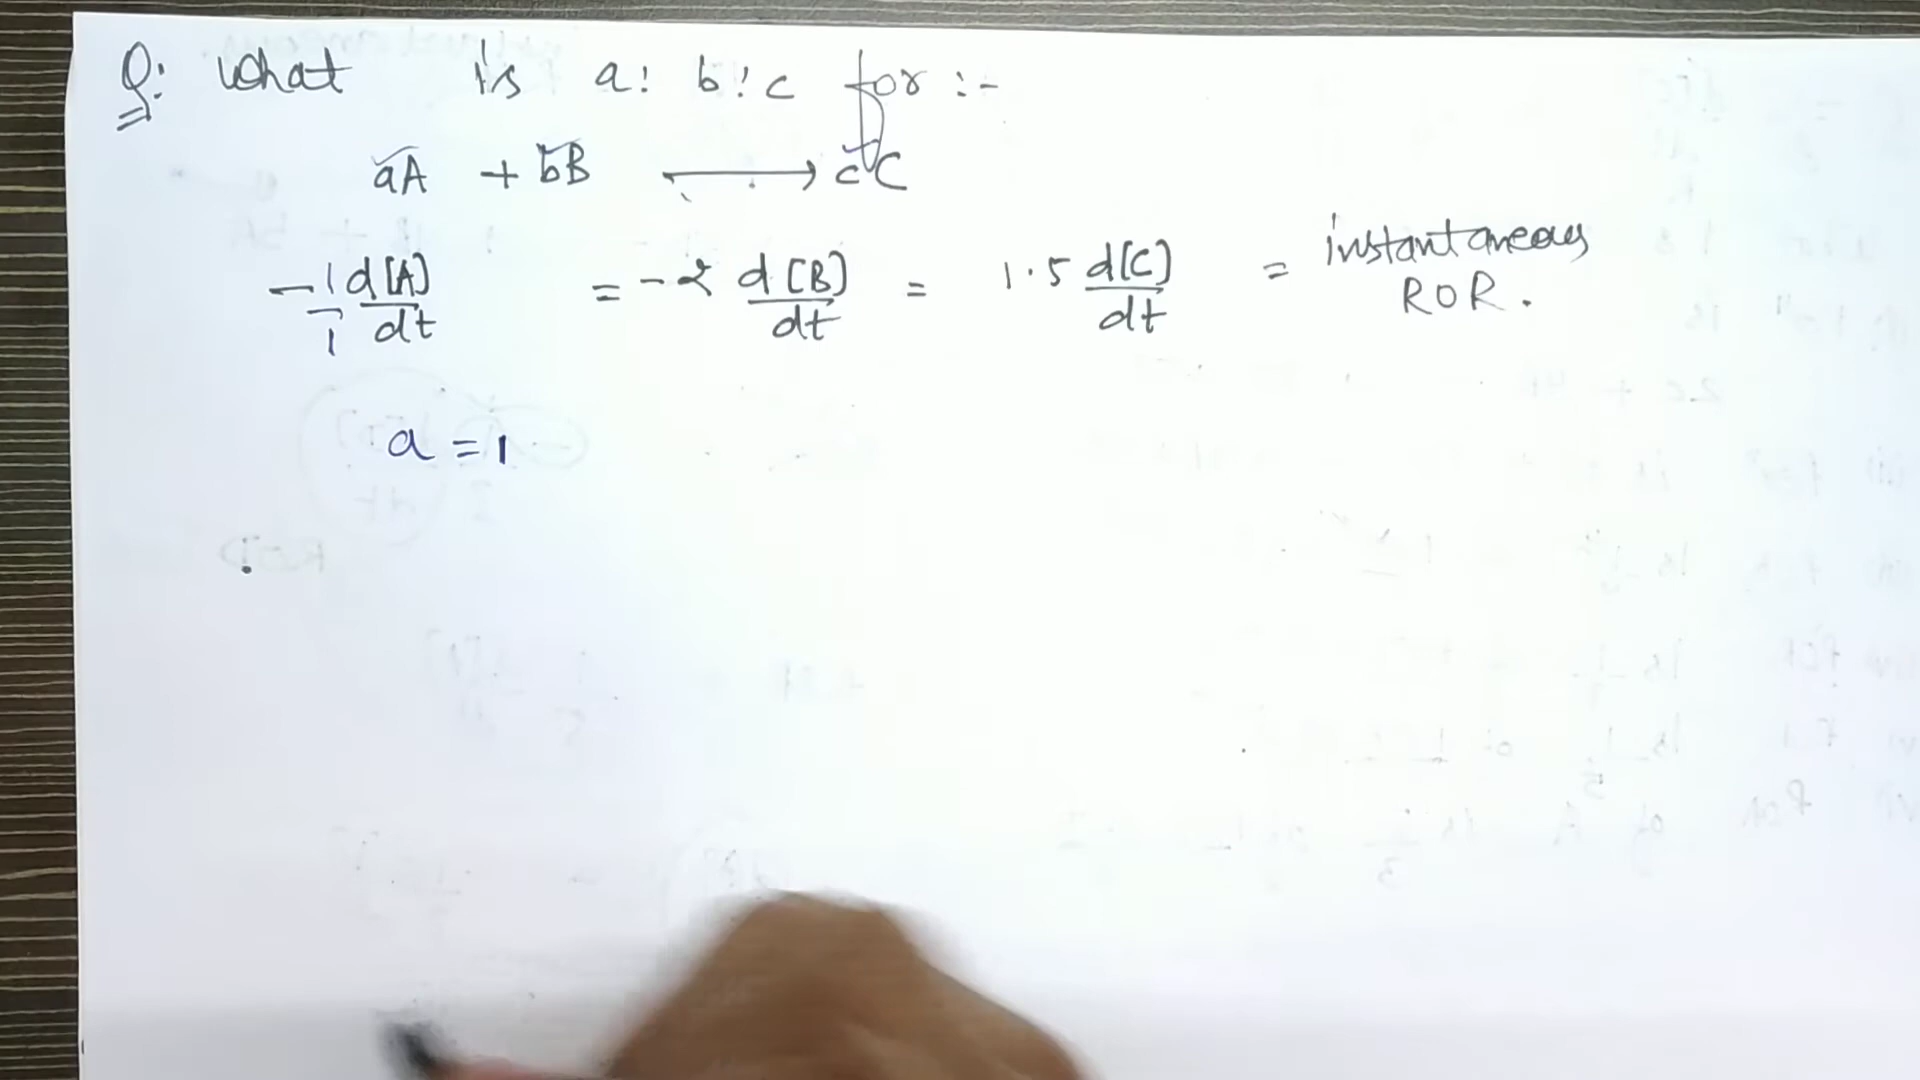 Q: What is a: b: c for :-
aA + bB ⟶ cC
-1/1 d[A]/dt = -2 d[B]/dt = 1.5 d[C]/dt = instantaneous ROR.
a = 1